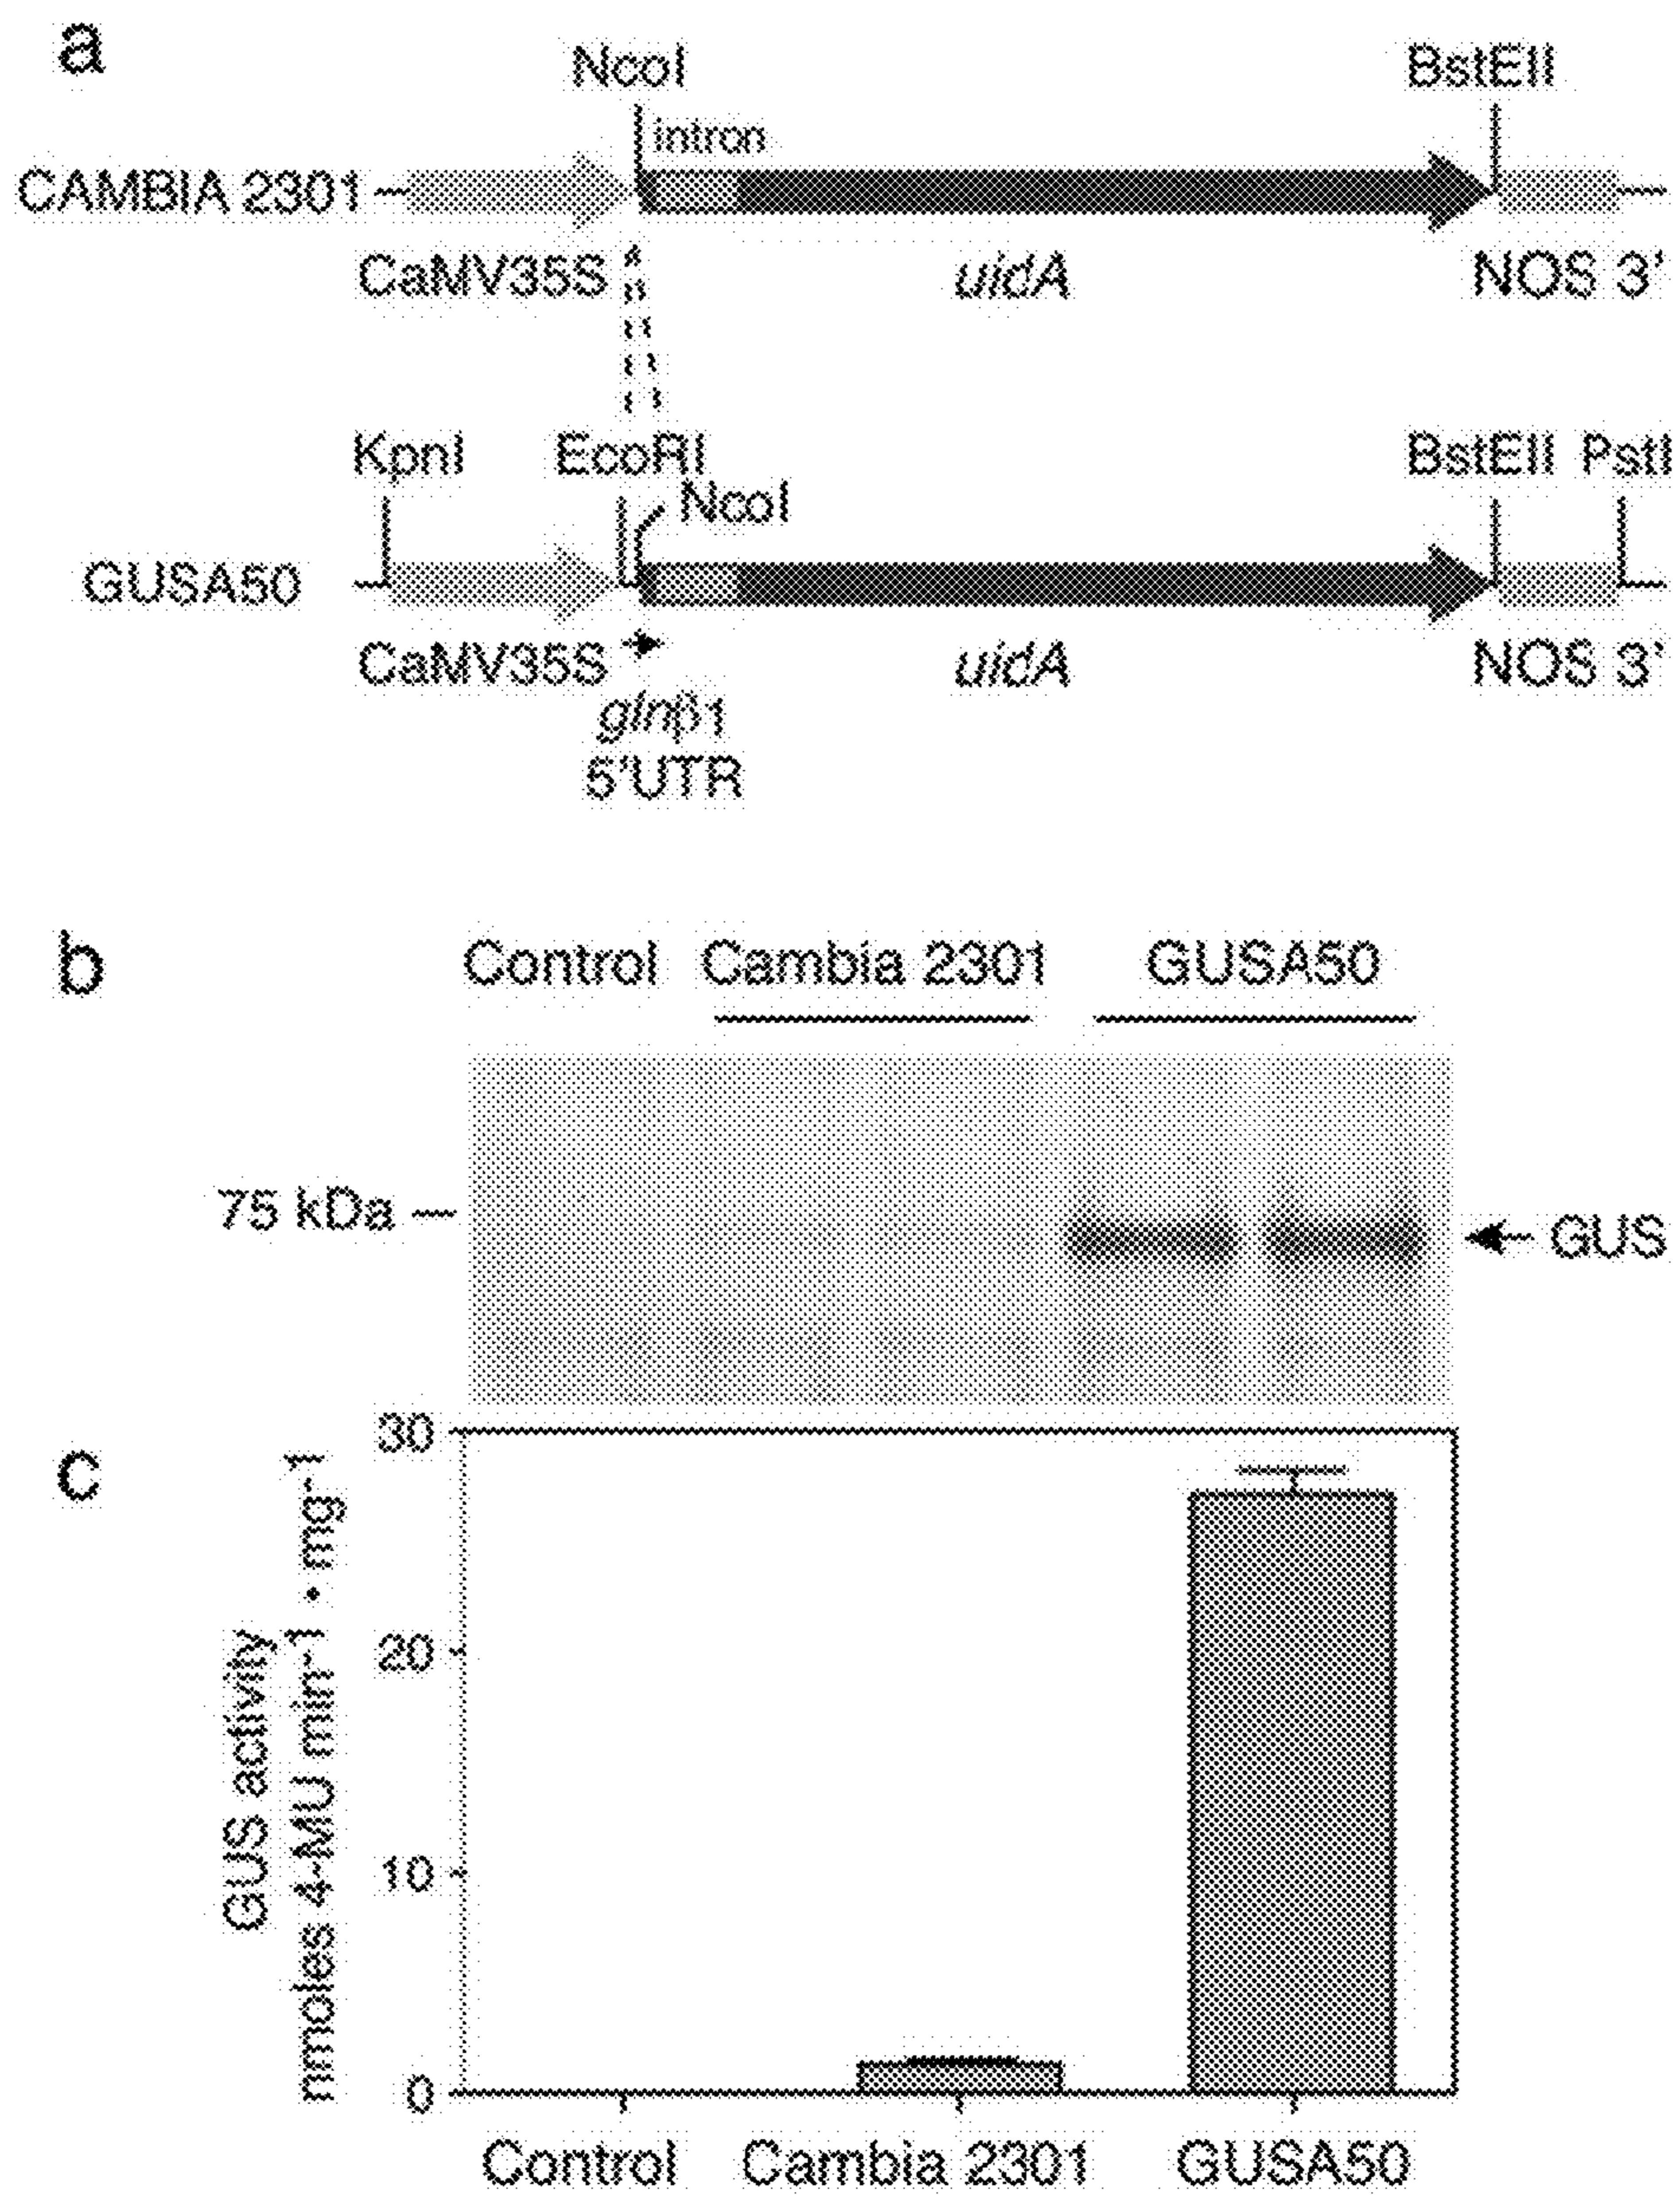 a
NcoI
BstEII
intron
CAMBIA 2301
CaMV35S
uidA
NOS 3'
KpnI
EcoRI
BstEII
PstI
NcoI
GUSA50
CaMV35S
uidA
NOS 3'
glnβ1
5'UTR
b
Control
Cambia 2301
GUSA50
75 kDa
GUS
c
GUS activity
nmoles 4-MU min-1 • mg-1
30
20
10
0
Control
Cambia 2301
GUSA50